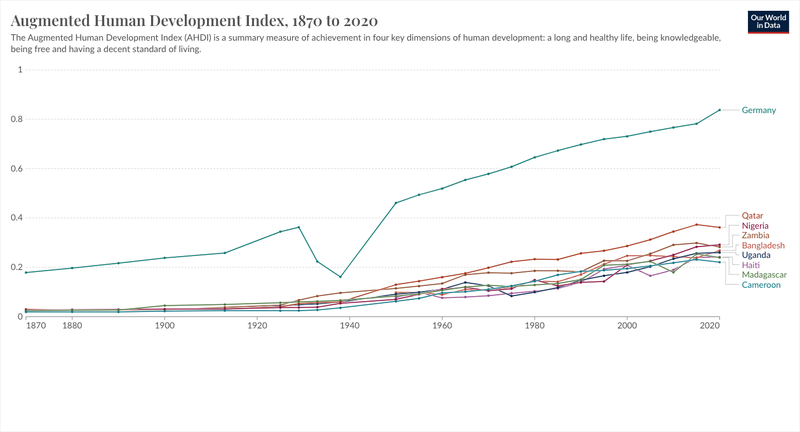 Augmented Human Development Index, 1870 to 2020
Our World
in Data
The Augmented Human Development Index (AHDI) is a summary measure of achievement in four key dimensions of human development: a long and healthy life, being knowledgeable,
being free and having a decent standard of living.
1
0.8
0.6
0.4
0.2
0
Germany
Qatar
Nigeria
Zambia
Bangladesh
Uganda
Haiti
Madagascar
Cameroon
1870
1880
1900
1920
1940
1960
1980
2000
2020